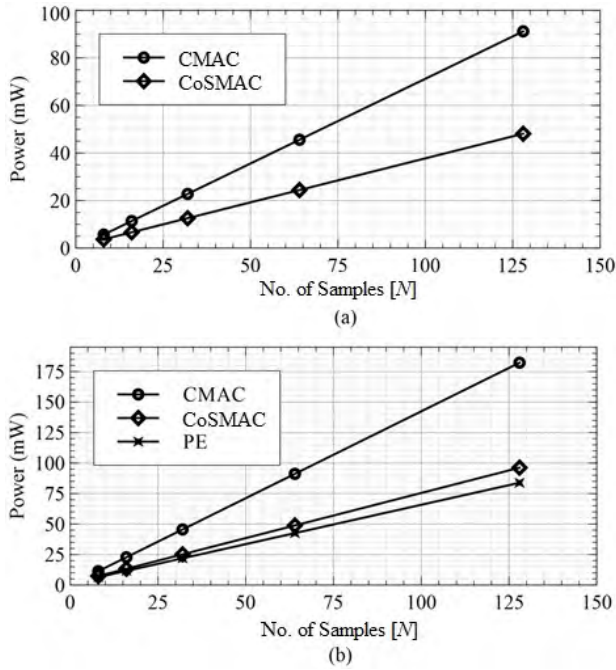 100
80
60
40
20
0
Power (mW)
CMAC
CoSMAC
0 25 50 75 100 125 150
No. of Samples [N]
(a)
175
150
125
100
75
50
25
0
Power (mW)
CMAC
CoSMAC
PE
0 25 50 75 100 125 150
No. of Samples [N]
(b)